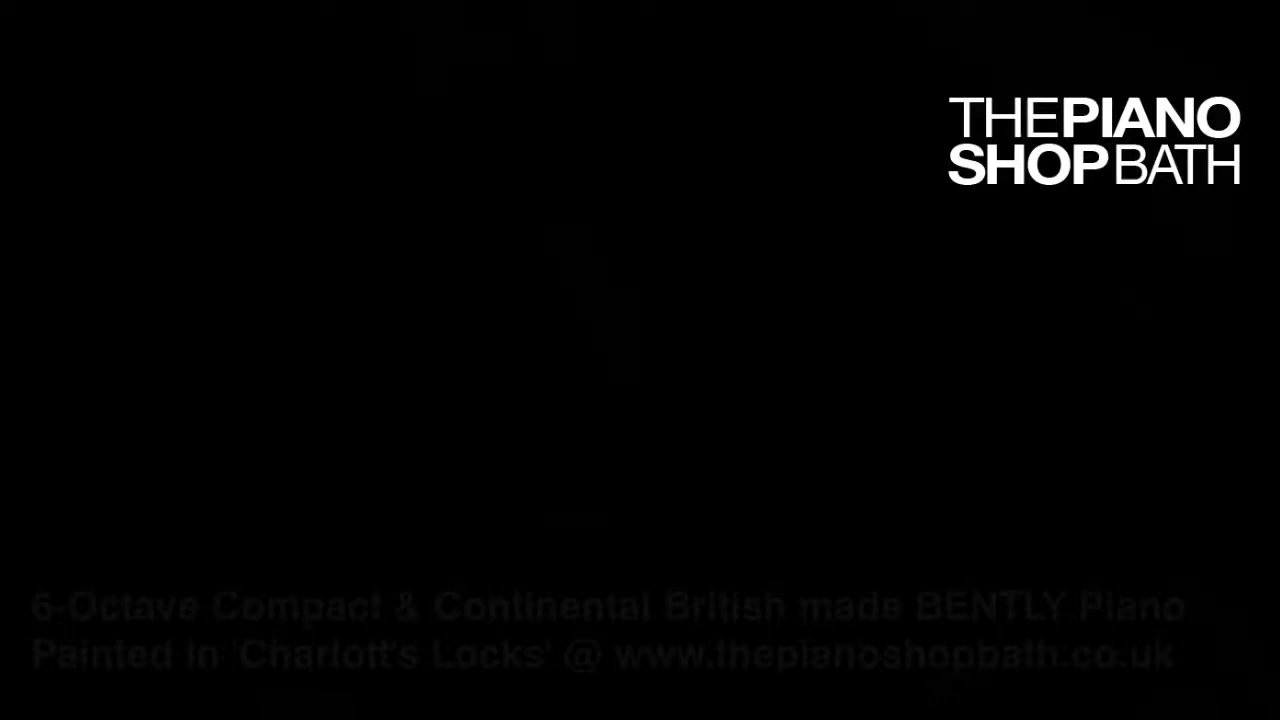 THEPIANO
SHOPBATH
6-Octave Compact & Continental British made BENTLY Piano
Painted in 'Charlott's Locks' @ www.thepianoshopbath.co.uk